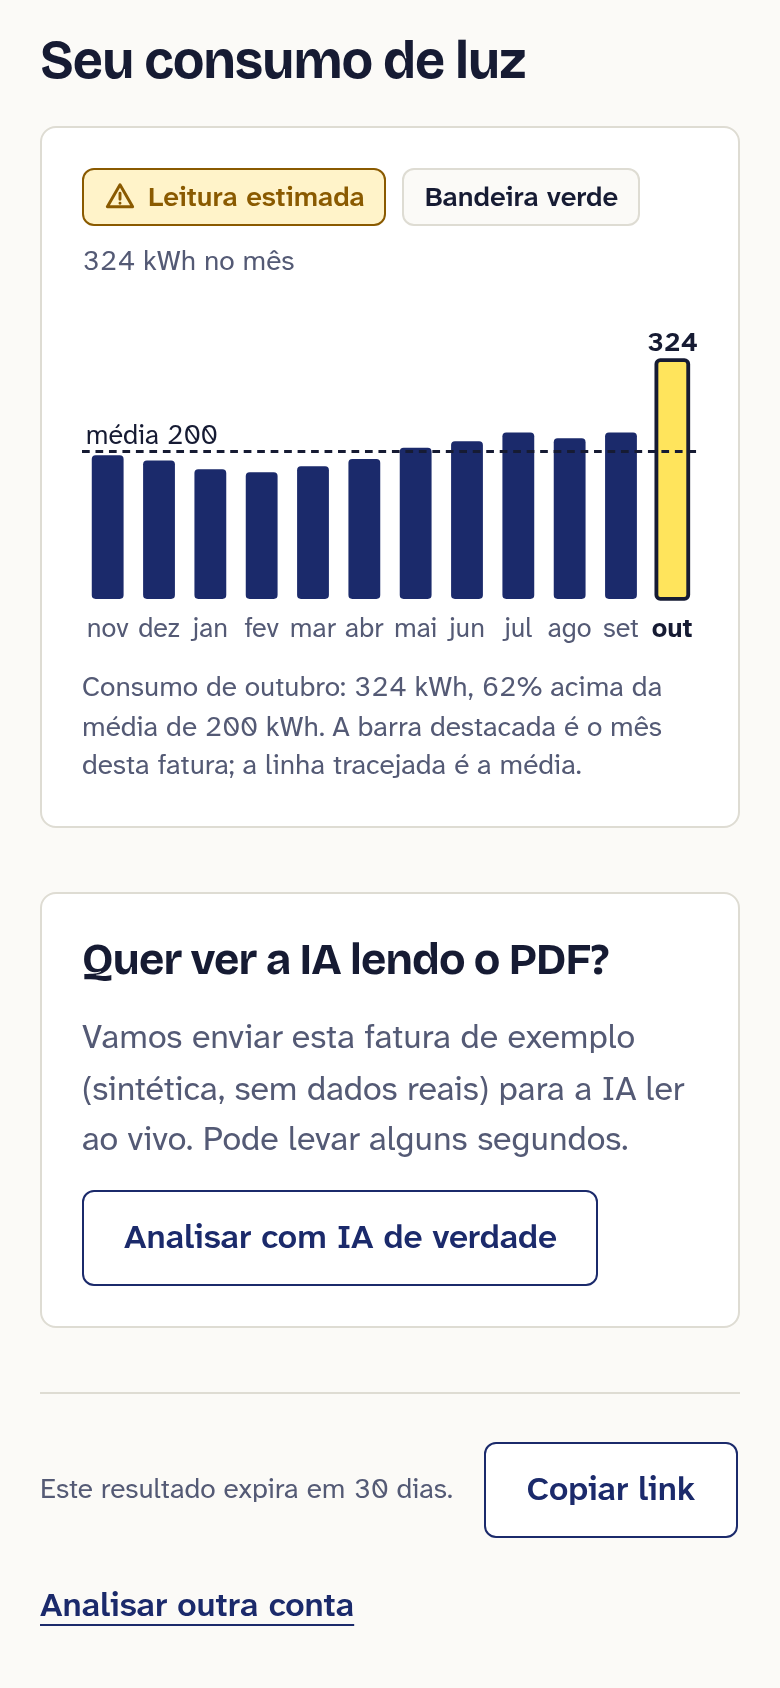 Seu consumo de luz
Leitura estimada
Bandeira verde
324 kWh no mês
324
média 200
nov dez jan fev mar abr mai jun jul ago set out
Consumo de outubro: 324 kWh, 62% acima da
média de 200 kWh. A barra destacada é o mês
desta fatura; a linha tracejada é a média.
Quer ver a IA lendo o PDF?
Vamos enviar esta fatura de exemplo
(sintética, sem dados reais) para a IA ler
ao vivo. Pode levar alguns segundos.
Analisar com IA de verdade
Este resultado expira em 30 dias.
Copiar link
Analisar outra conta